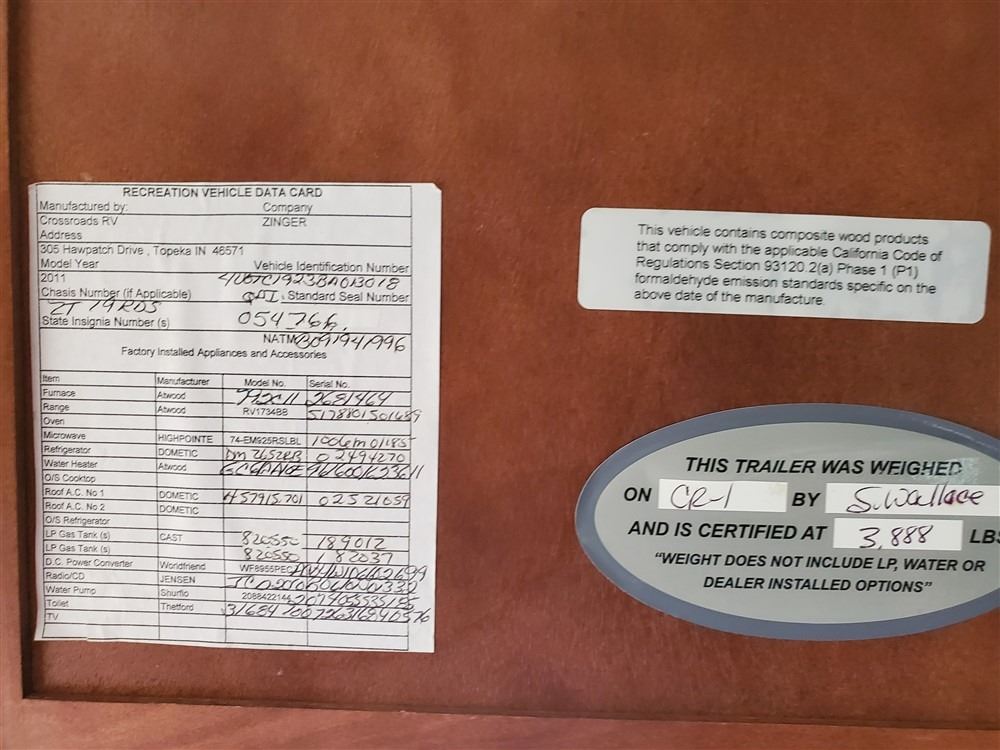 RECREATION VEHICLE DATA CARD
Manufactured by: Company
Crossroads RV ZINGER
Address
305 Hawpatch Drive , Topeka IN 46571
Model Year Vehicle Identification Number
2011
Chasis Number (if Applicable) Standard Seal Number
ZT 19RDS
State Insignia Number (s) 054766
NATM
Factory Installed Appliances and Accessories
Item Manufacturer Model No. Serial No.
Furnace Atwood 2651464
Range Atwood RV1734BB
Oven
Microwave HIGHPOINTE 74-EM925RSLBL
Refrigerator DOMETIC 02494270
Water Heater Atwood
O/S Cooktop
Roof A.C. No 1 DOMETIC 457915.701 02521059
Roof A.C. No 2 DOMETIC
O/S Refrigerator
LP Gas Tank (s) CAST 820550 189012
LP Gas Tank (s) 820550 182037
D.C. Power Converter Worldfriend WF8955PEC
Radio/CD JENSEN
Water Pump Shurflo 2088422144
Toilet Thetford
TV
This vehicle contains composite wood products
that comply with the applicable California Code of
Regulations Section 93120.2(a) Phase 1 (P1)
formaldehyde emission standards specific on the
above date of the manufacture.
THIS TRAILER WAS WEIGHED
ON CR-1 BY S.Wallace
AND IS CERTIFIED AT 3,888 LBS
"WEIGHT DOES NOT INCLUDE LP, WATER OR
DEALER INSTALLED OPTIONS"